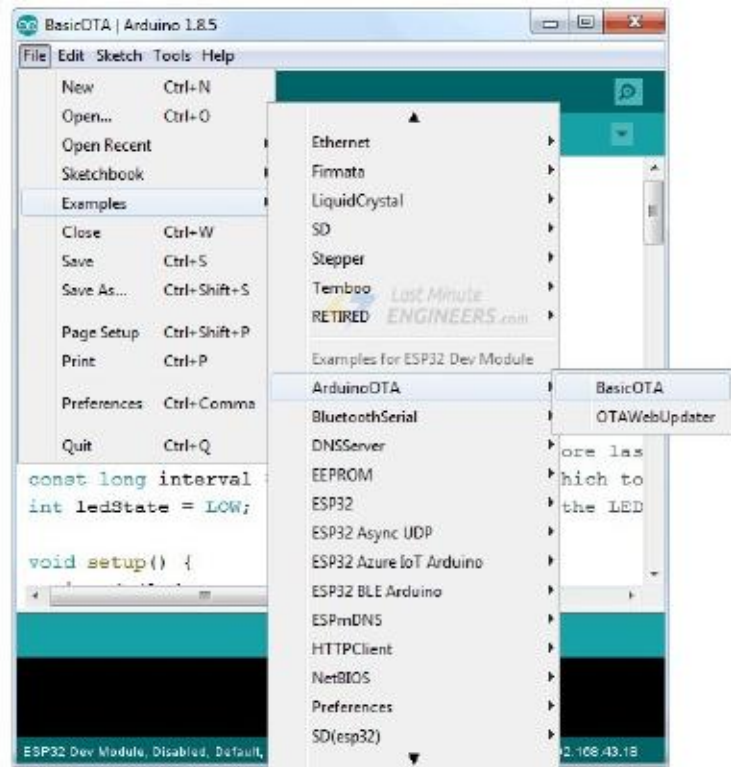 BasicOTA | Arduino 1.8.5
File Edit Sketch Tools Help
New Ctrl+N
Open... Ctrl+O
Open Recent
Sketchbook
Examples
Close Ctrl+W
Save Ctrl+S
Save As... Ctrl+Shift+S
Page Setup Ctrl+Shift+P
Print Ctrl+P
Preferences Ctrl+Comma
Quit Ctrl+Q
Ethernet
Firmata
LiquidCrystal
SD
Stepper
Temboo
RETIRED
Last Minute
ENGINEERS.com
Examples for ESP32 Dev Module
ArduinoOTA
BluetoothSerial
DNSServer
EEPROM
ESP32
ESP32 Async UDP
ESP32 Azure IoT Arduino
ESP32 BLE Arduino
ESPmDNS
HTTPClient
NetBIOS
Preferences
SD(esp32)
BasicOTA
OTAWebUpdater
ore las
const long interval hich to
int ledState = LOW; the LED
void setup() {
ESP32 Dev Module, Disabled, Default, 2.168.43.18